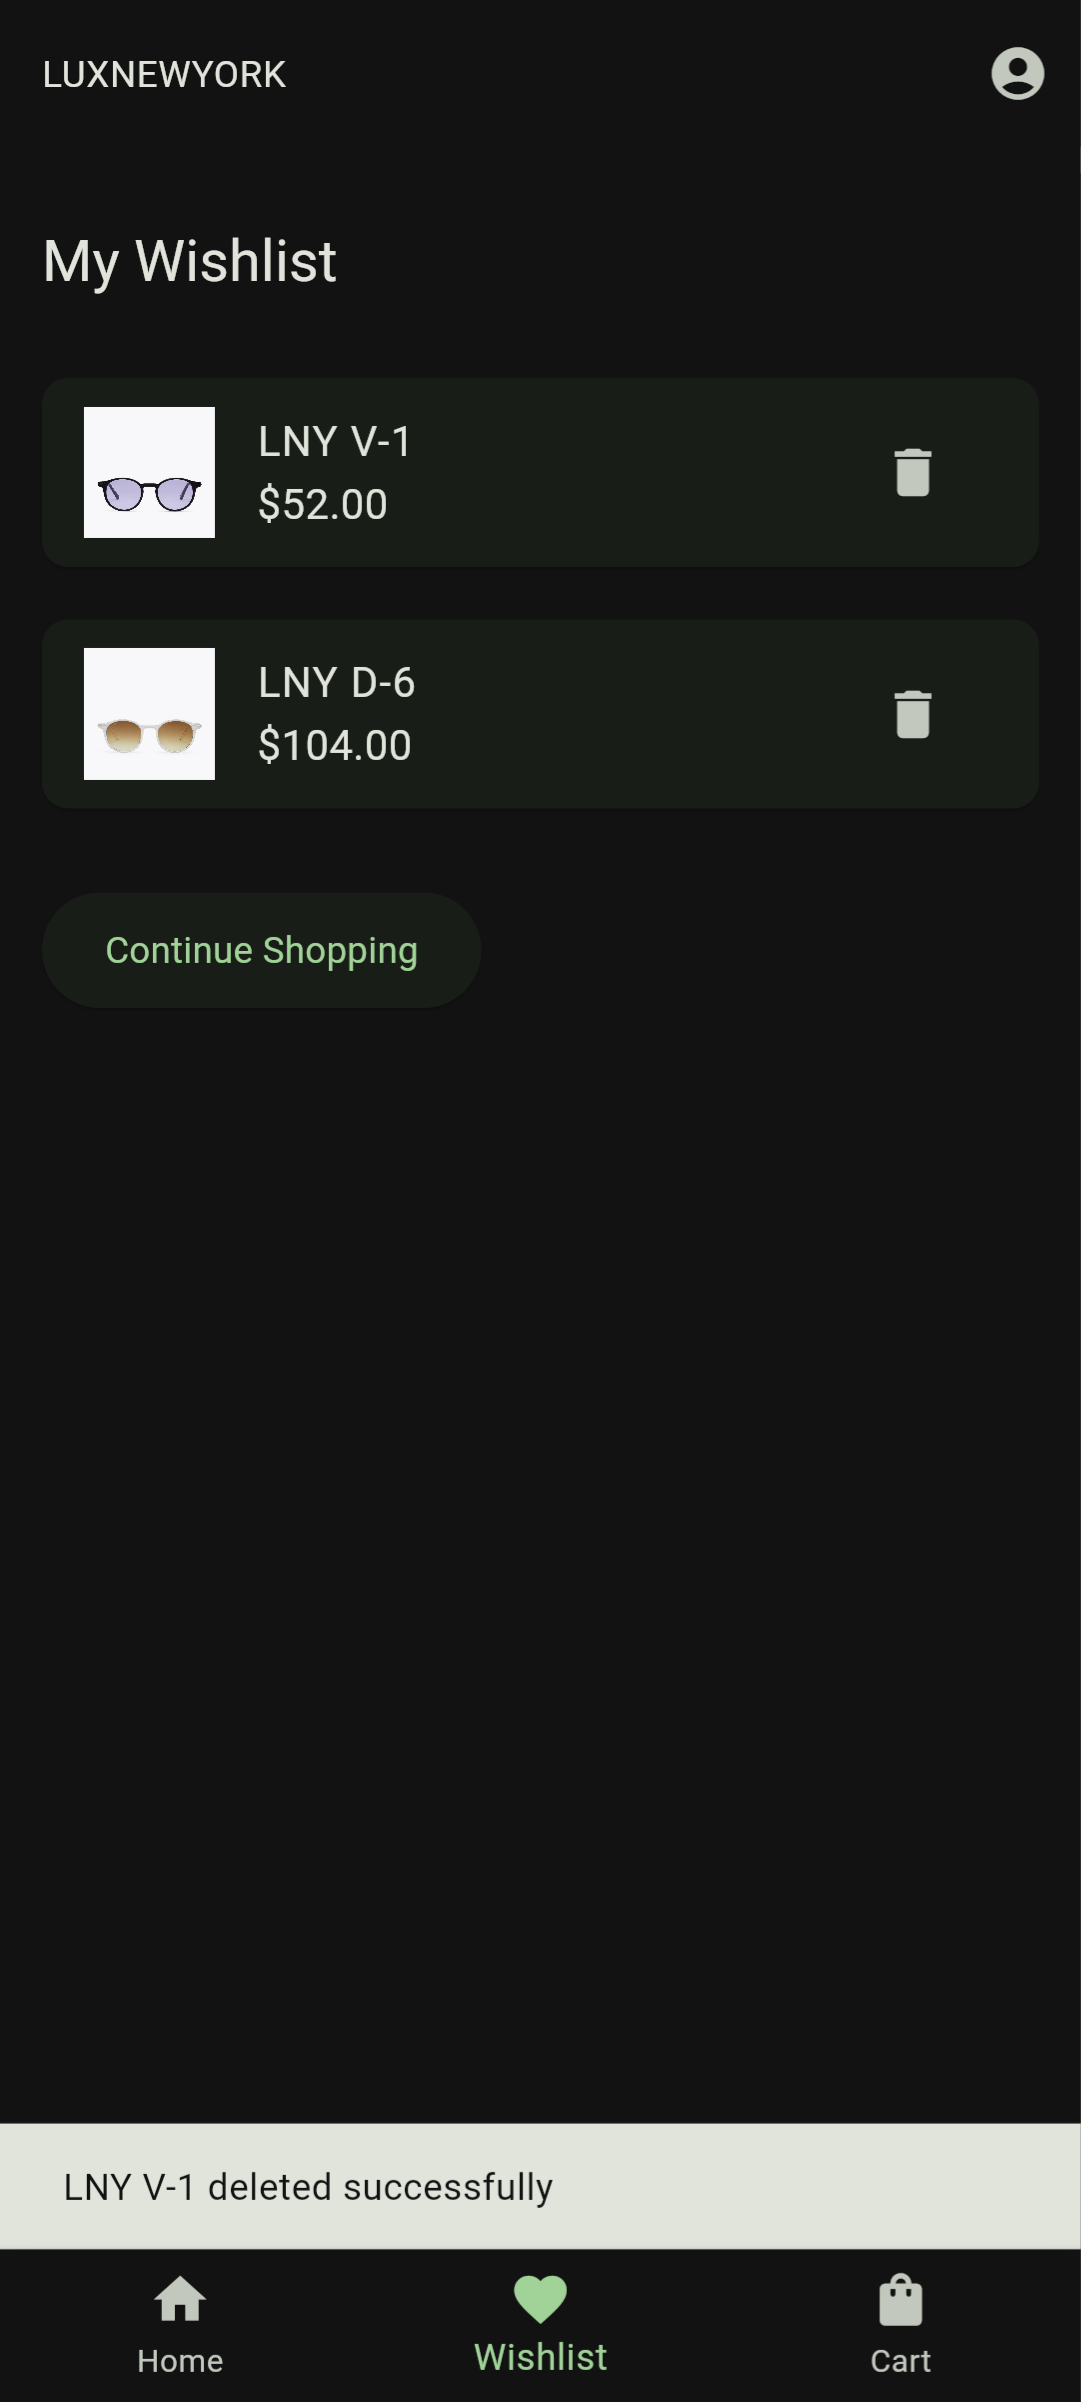 LUXNEWYORK
My Wishlist
LNY V-1
$52.00
LNY D-6
$104.00
Continue Shopping
LNY V-1 deleted successfully
Home
Wishlist
Cart